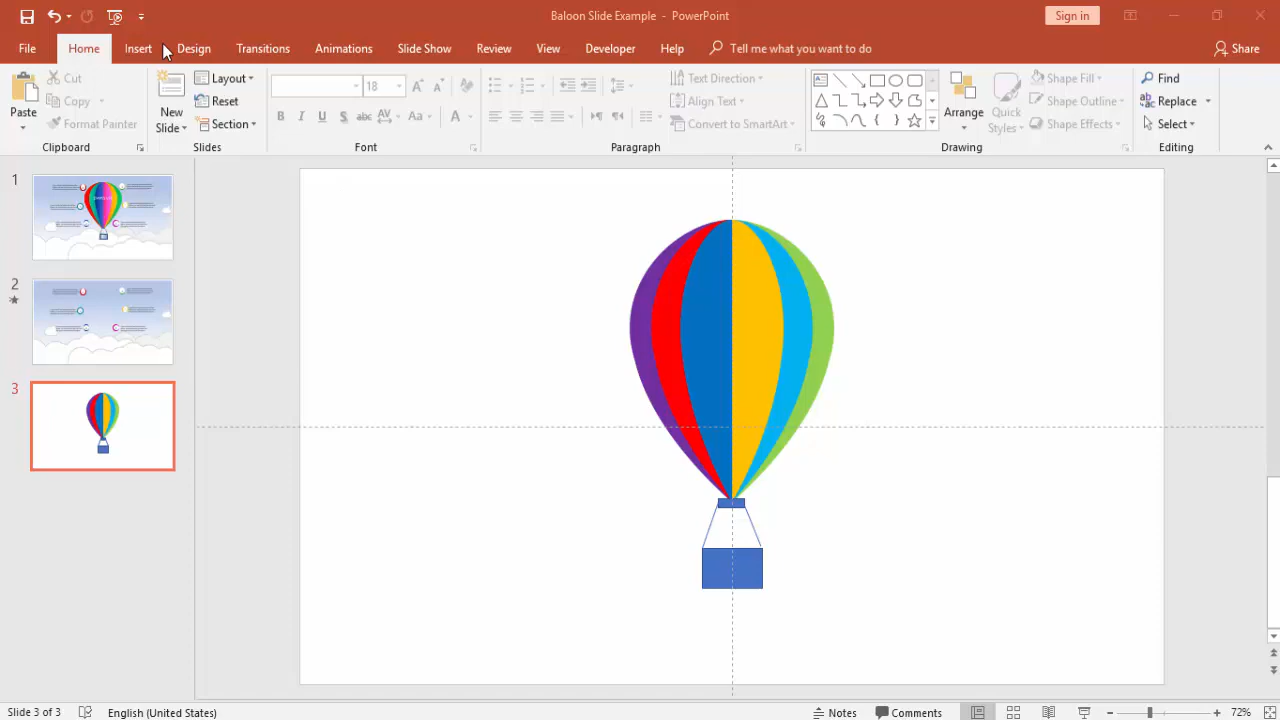 Baloon Slide Example - PowerPoint
Sign in
File Home Insert Design Transitions Animations Slide Show Review View Developer Help Tell me what you want to do Share
Paste Cut Copy Format Painter
New Slide Layout Reset Section
18
B I U S abc AV Aa A
Text Direction Align Text Convert to SmartArt
Arrange Quick Styles Shape Fill Shape Outline Shape Effects
Find Replace Select
Clipboard Slides Font Paragraph Drawing Editing
1
2
3
Slide 3 of 3 English (United States) Notes Comments 72%